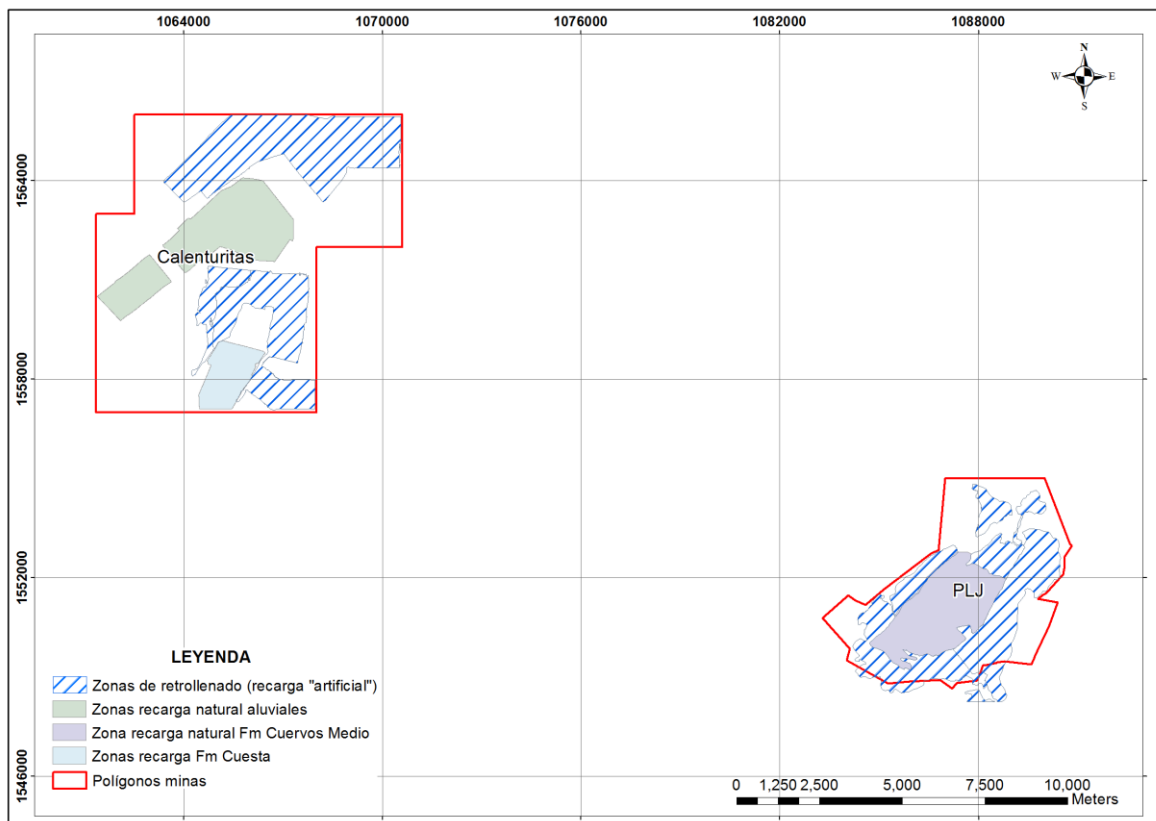 1064000 1070000 1076000 1082000 1088000
N
W E
S
1564000
Calenturitas
1558000
1552000
PLJ
LEYENDA
Zonas de retrollenado (recarga "artificial")
Zonas recarga natural aluviales
Zona recarga natural Fm Cuervos Medio
Zonas recarga Fm Cuesta
Polígonos minas
1546000
0 1,250 2,500 5,000 7,500 10,000
Meters